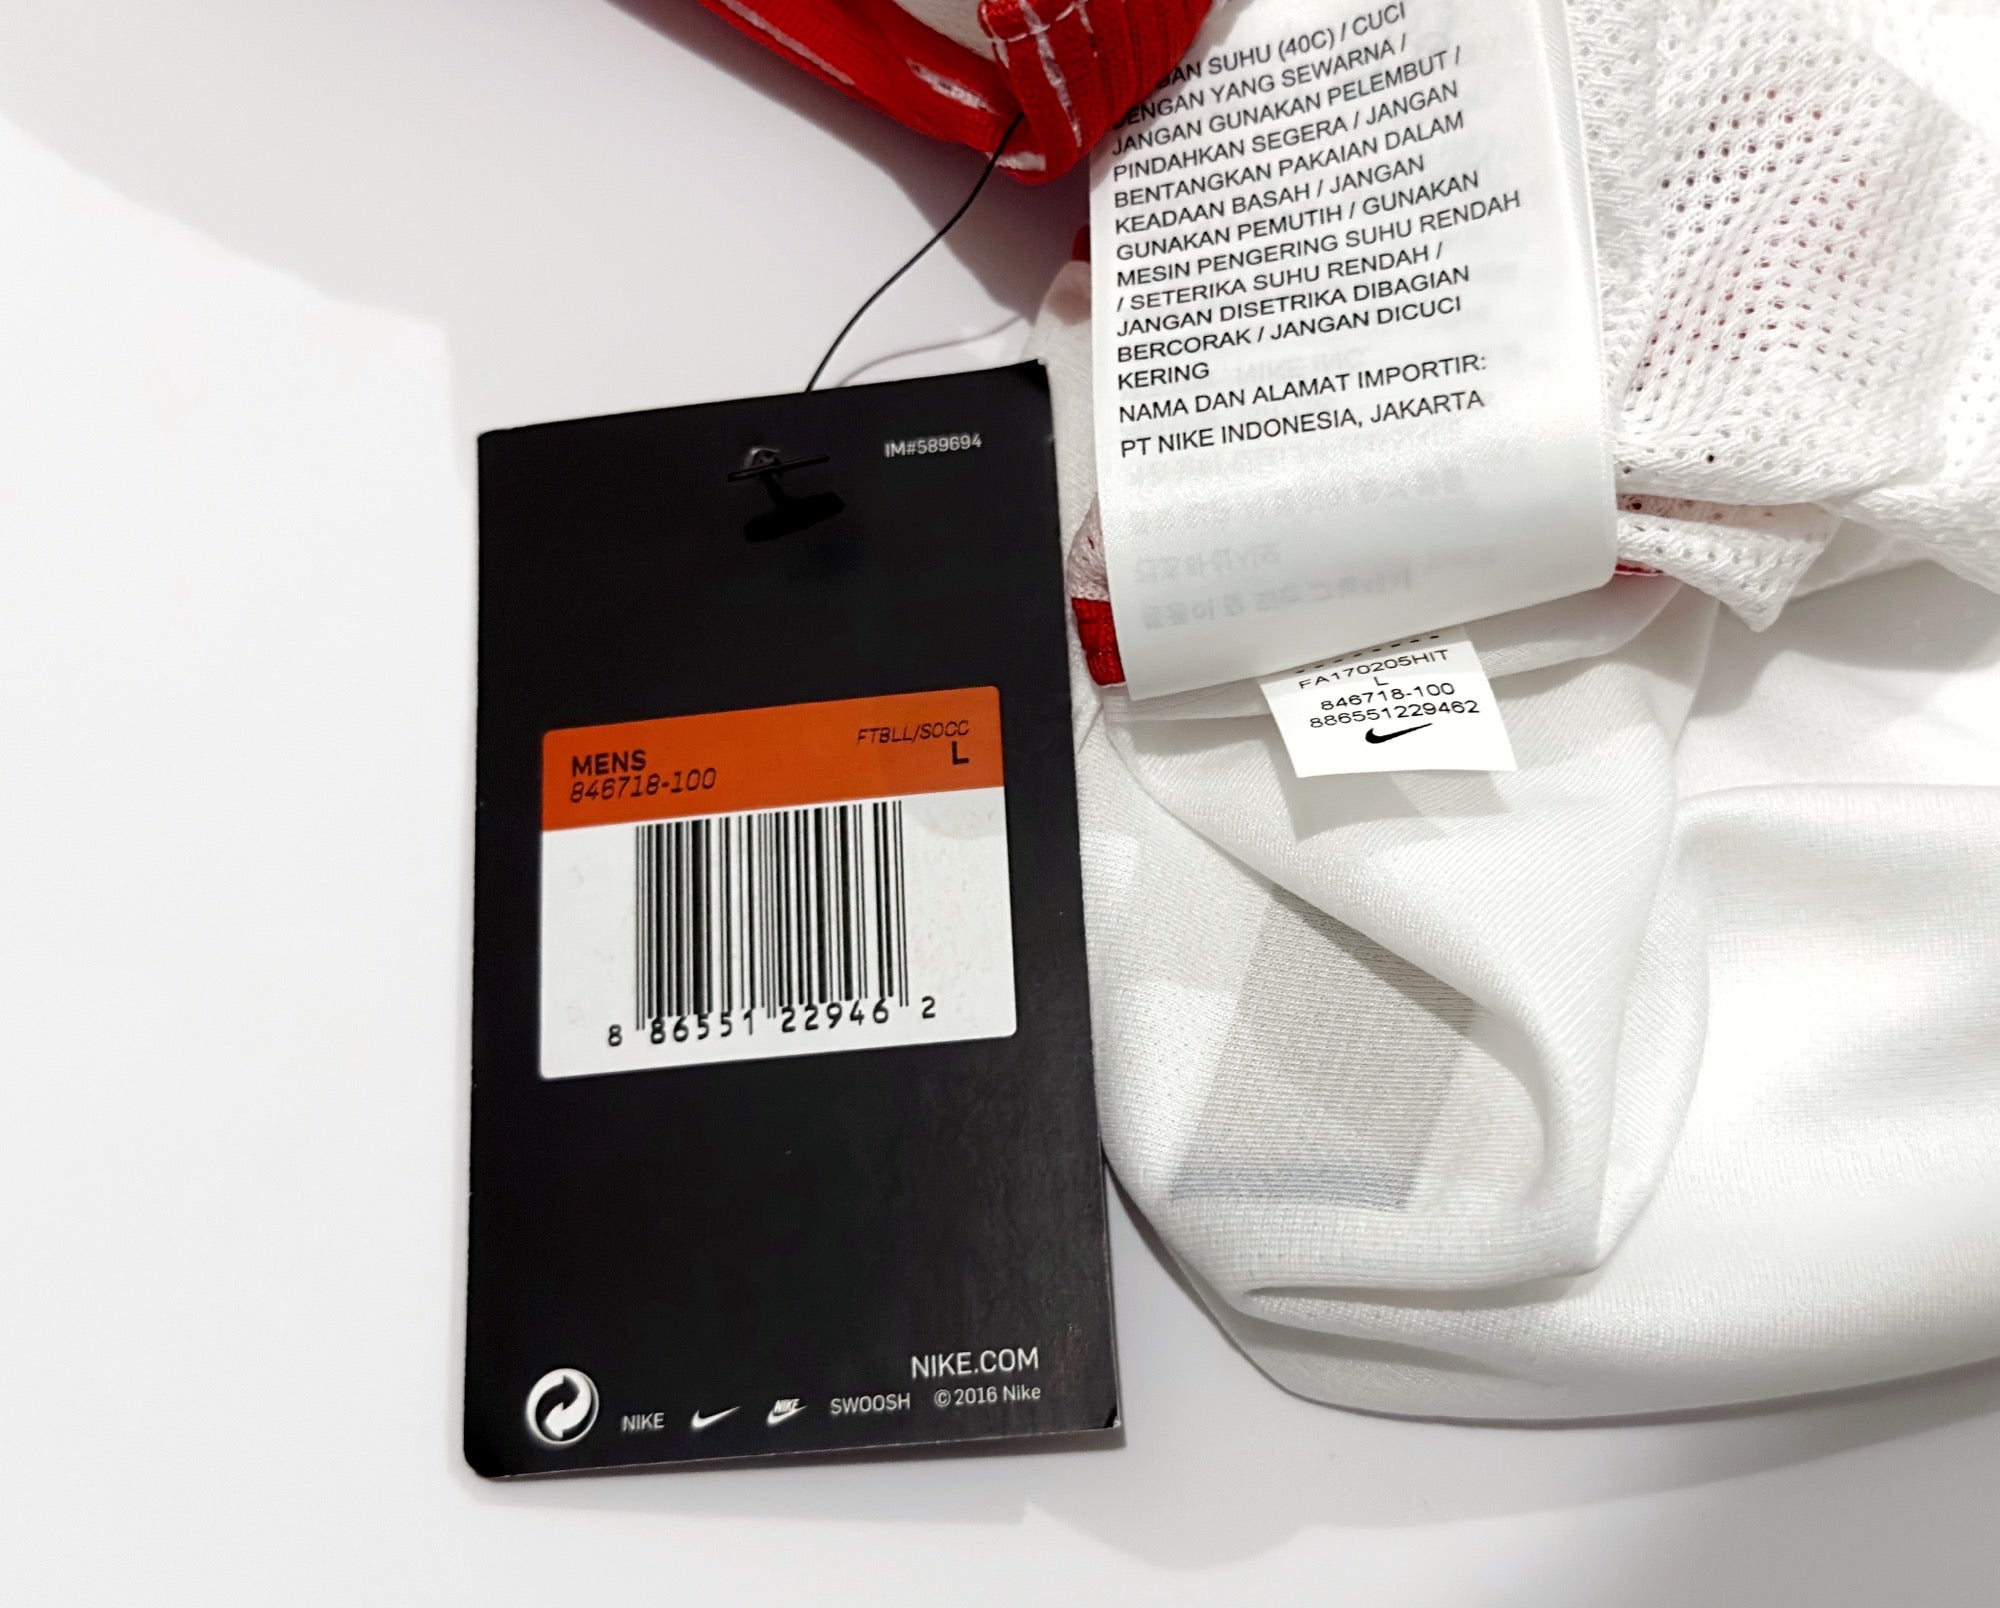 SUHU (40C) / CUCI
DENGAN YANG SEWARNA /
JANGAN GUNAKAN PELEMBUT /
PINDAHKAN SEGERA / JANGAN
BENTANGKAN PAKAIAN DALAM
KEADAAN BASAH / JANGAN
GUNAKAN PEMUTIH / GUNAKAN
MESIN PENGERING SUHU RENDAH
/ SETERIKA SUHU RENDAH /
JANGAN DISETRIKA DIBAGIAN
BERCORAK / JANGAN DICUCI
KERING
NAMA DAN ALAMAT IMPORTIR:
PT NIKE INDONESIA, JAKARTA
FA170205HIT
L
846718-100
886551229462
IM#589694
MENS
FTBLL/SOCC
846718-100
L
8 86551 22946 2
NIKE.COM
NIKE NIKE SWOOSH © 2016 Nike